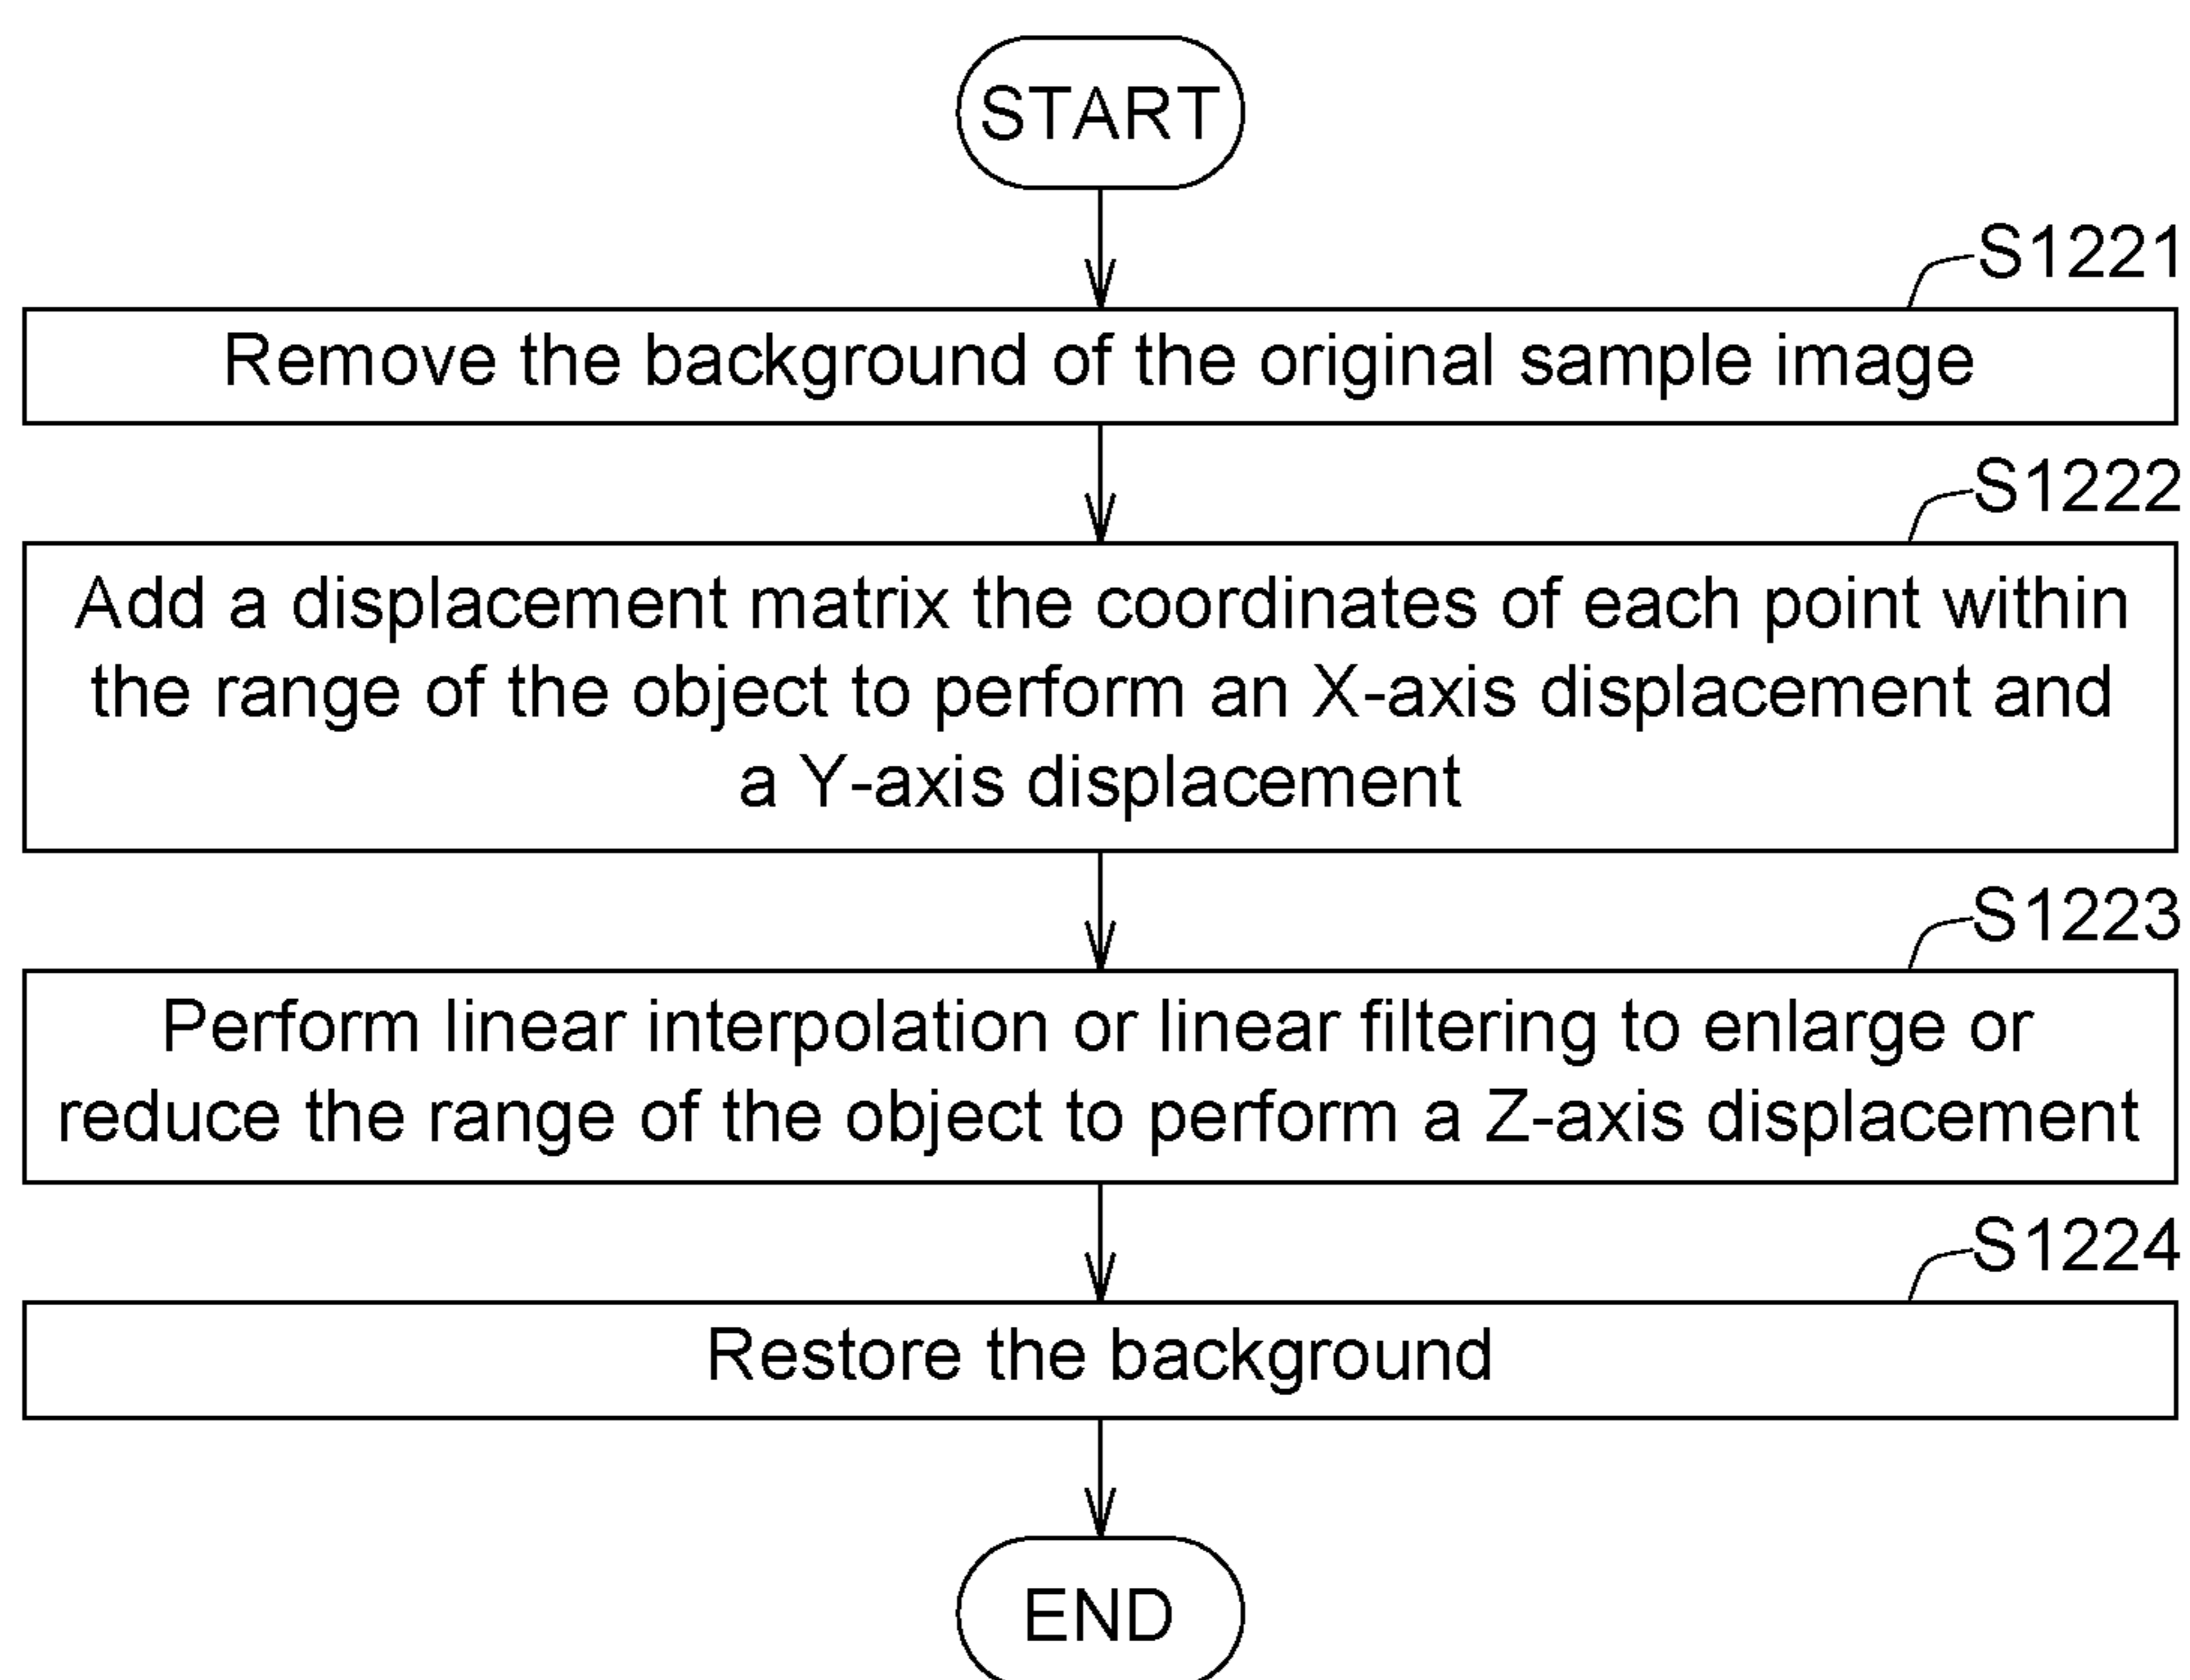 START
S1221
Remove the background of the original sample image
S1222
Add a displacement matrix the coordinates of each point within
the range of the object to perform an X-axis displacement and
a Y-axis displacement
S1223
Perform linear interpolation or linear filtering to enlarge or
reduce the range of the object to perform a Z-axis displacement
S1224
Restore the background
END